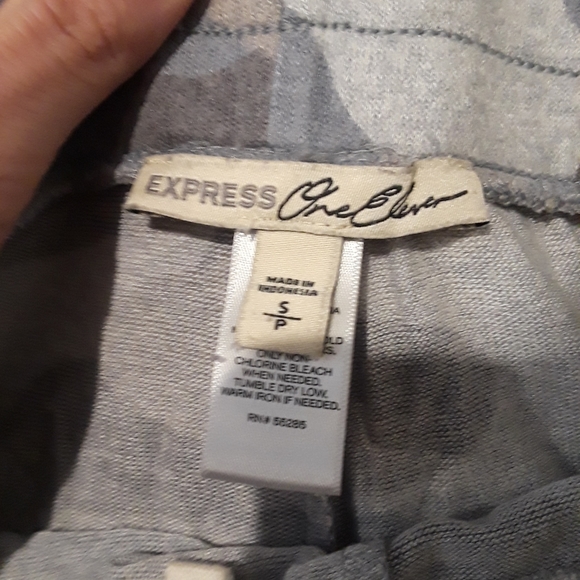 EXPRESS One Eleven
MADE IN
INDONESIA
S
P
ONLY NON-
CHLORINE BLEACH
WHEN NEEDED.
TUMBLE DRY LOW.
WARM IRON IF NEEDED.
RN# 55285